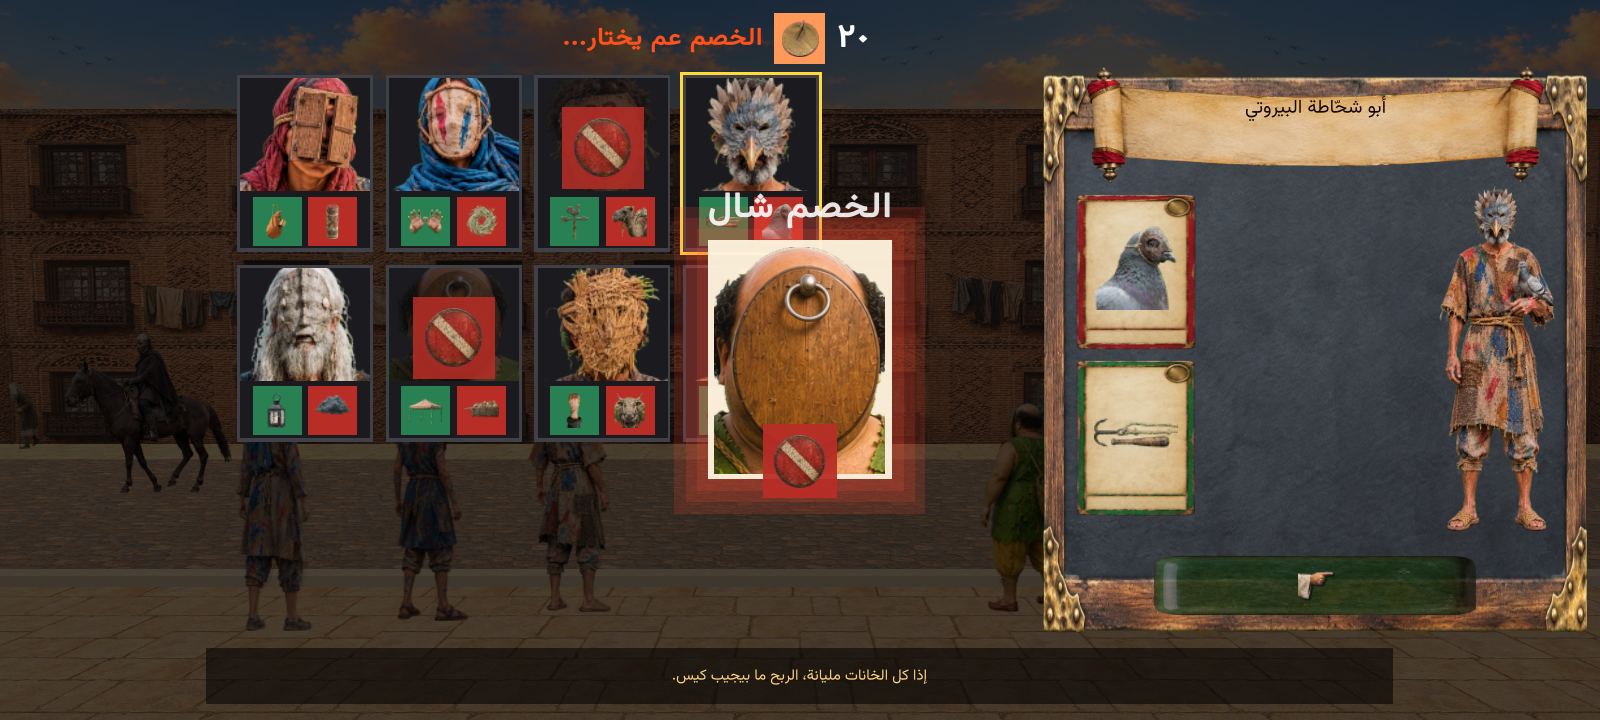 الخصم عم يختار... ٢٠
أبو شحّاطة البيروتي
الخصم شال
إذا كل الخانات مليانة، الربح ما بيجيب كيس.